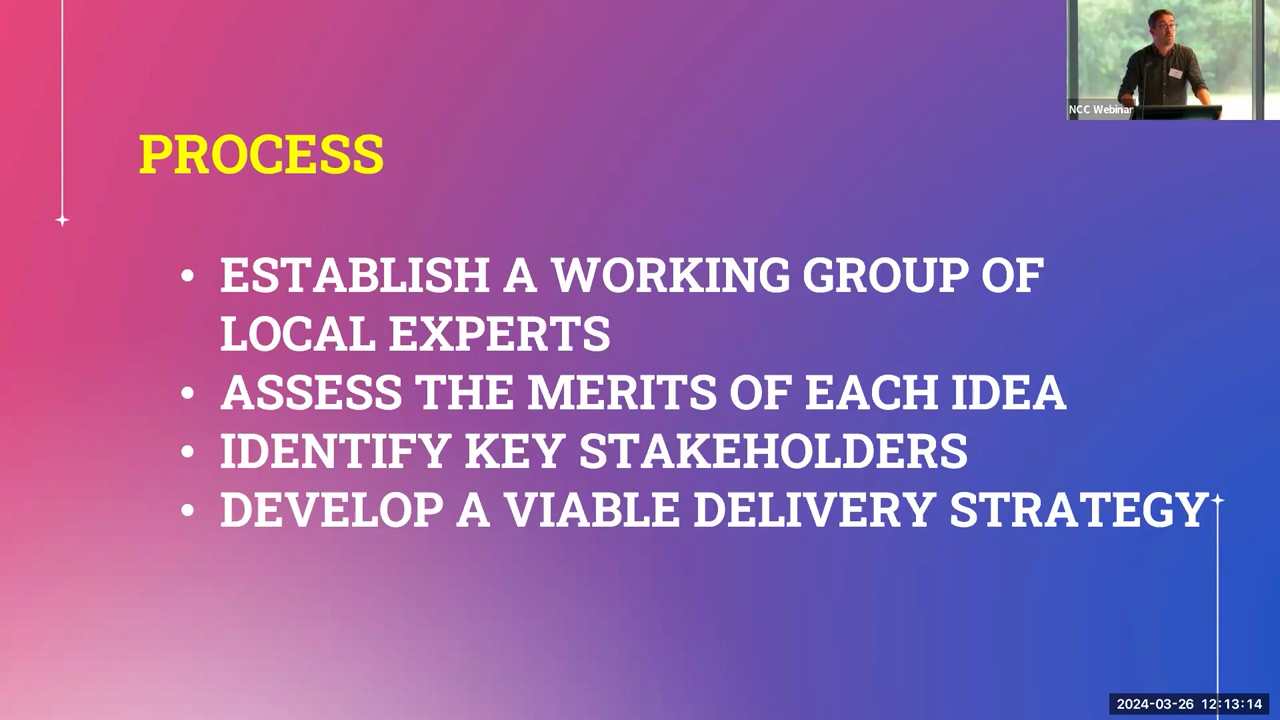 NCC Webinar
PROCESS
• ESTABLISH A WORKING GROUP OF
LOCAL EXPERTS
• ASSESS THE MERITS OF EACH IDEA
• IDENTIFY KEY STAKEHOLDERS
• DEVELOP A VIABLE DELIVERY STRATEGY
2024-03-26 12:13:14